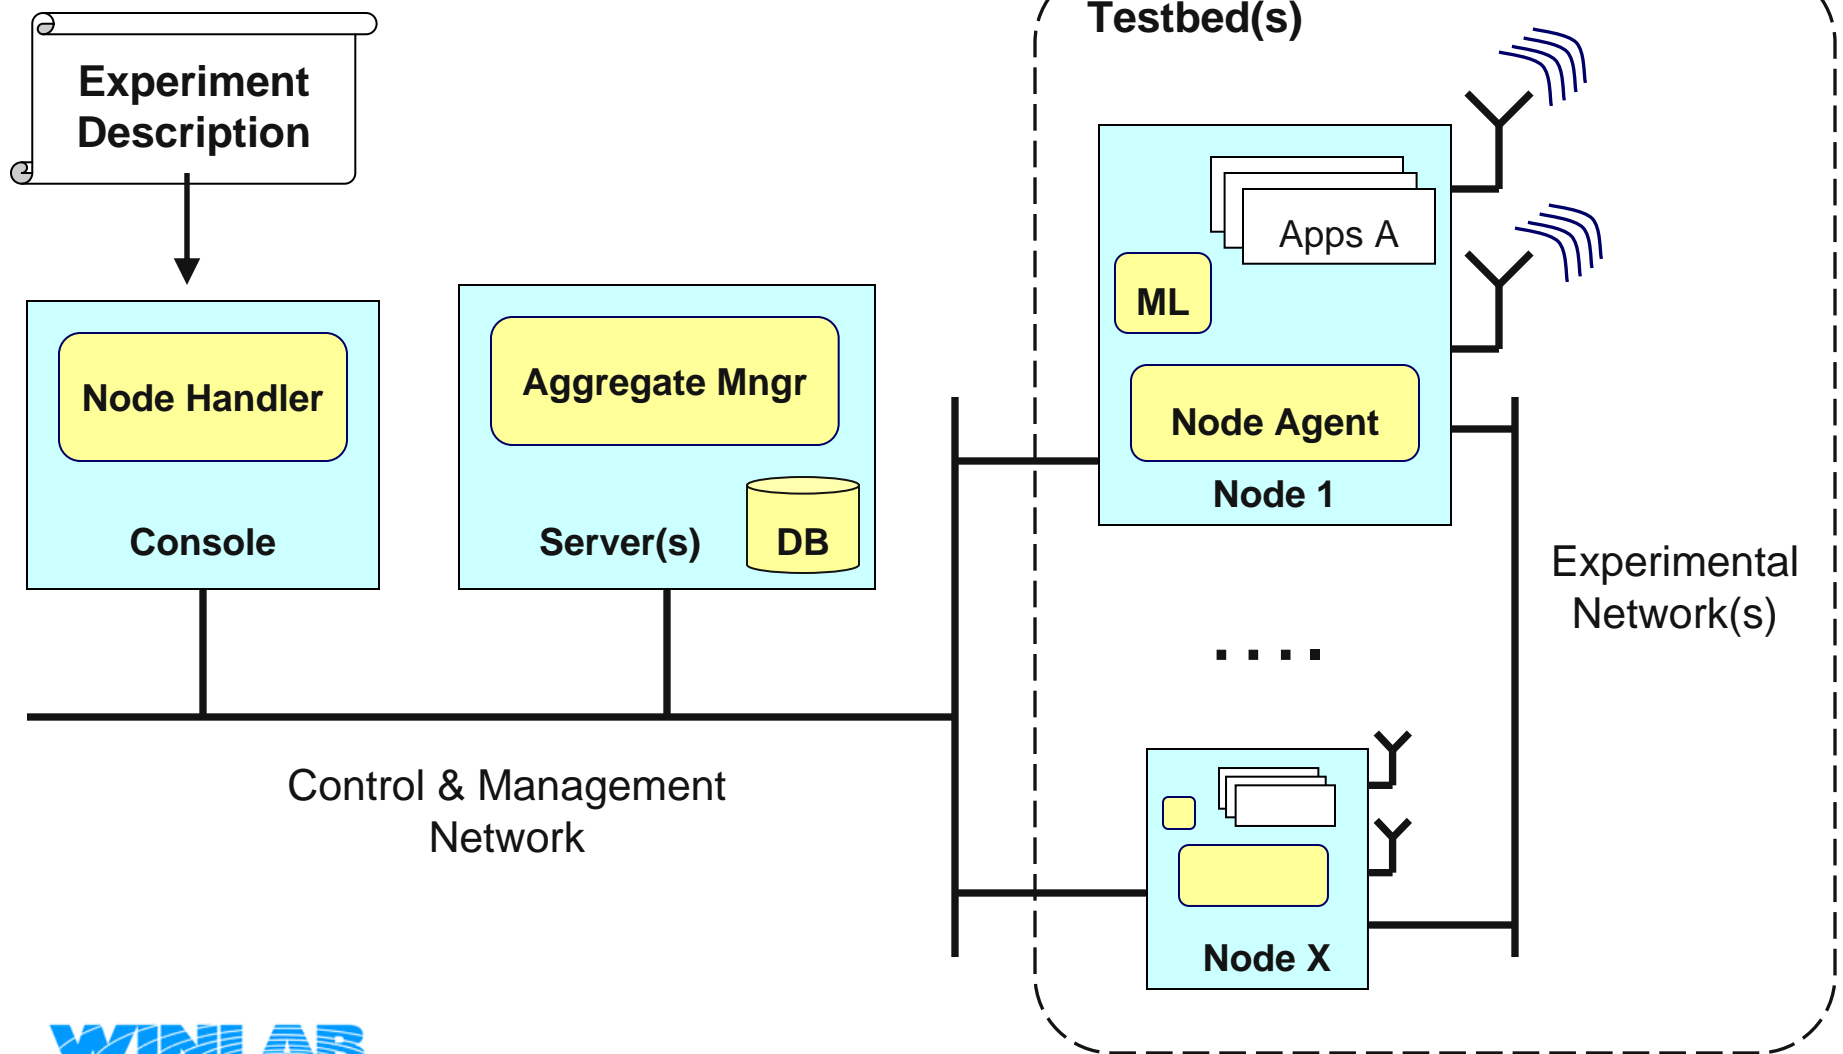 Testbed(s)
Experiment
Description
Apps A
ML
Node Handler
Aggregate Mngr
Node Agent
Node 1
Console
Server(s)
DB
Experimental
Network(s)
. . . .
Control & Management
Network
Node X
WINLAB